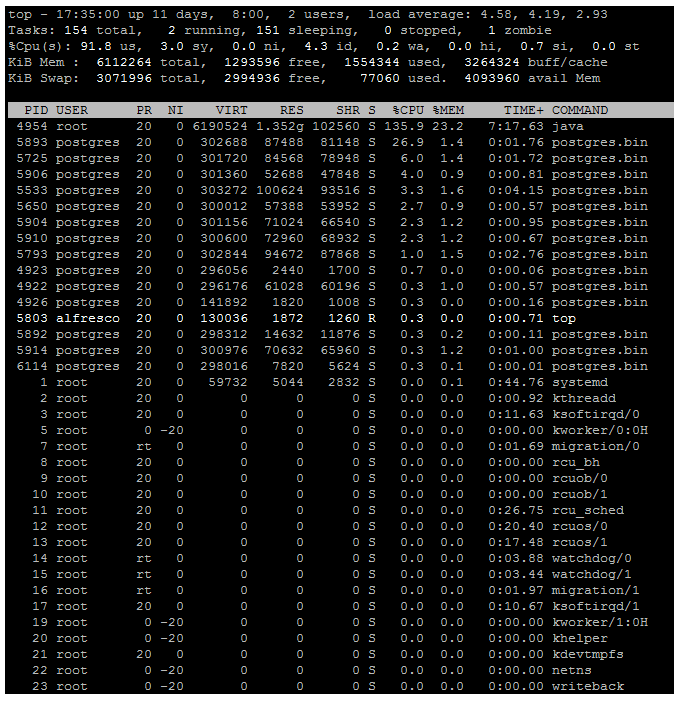 top - 17:35:00 up 11 days,  8:00,  2 users,  load average: 4.58, 4.19, 2.93
Tasks: 154 total,   2 running, 151 sleeping,   0 stopped,   1 zombie
%Cpu(s): 91.8 us,  3.0 sy,  0.0 ni,  4.3 id,  0.2 wa,  0.0 hi,  0.7 si,  0.0 st
KiB Mem :  6112264 total,  1293596 free,  1554344 used,  3264324 buff/cache
KiB Swap:  3071996 total,  2994936 free,    77060 used.  4093960 avail Mem
PID USER      PR  NI    VIRT    RES    SHR S  %CPU %MEM     TIME+ COMMAND
4954 root      20   0 6190524 1.352g 102560 S 135.9 23.2   7:17.63 java
5893 postgres  20   0  302688  87488  81148 S  26.9  1.4   0:01.76 postgres.bin
5725 postgres  20   0  301720  84568  78948 S   6.0  1.4   0:01.72 postgres.bin
5906 postgres  20   0  301360  52688  47848 S   4.0  0.9   0:00.81 postgres.bin
5533 postgres  20   0  303272 100624  93516 S   3.3  1.6   0:04.15 postgres.bin
5650 postgres  20   0  300012  57388  53952 S   2.7  0.9   0:00.57 postgres.bin
5904 postgres  20   0  301156  71024  66540 S   2.3  1.2   0:00.95 postgres.bin
5910 postgres  20   0  300600  72960  68932 S   2.3  1.2   0:00.67 postgres.bin
5793 postgres  20   0  302844  94672  87868 S   1.0  1.5   0:02.76 postgres.bin
4923 postgres  20   0  296056   2440   1700 S   0.7  0.0   0:00.06 postgres.bin
4922 postgres  20   0  296176  61028  60196 S   0.3  1.0   0:00.57 postgres.bin
4926 postgres  20   0  141892   1820   1008 S   0.3  0.0   0:00.16 postgres.bin
5803 alfresco  20   0  130036   1872   1260 R   0.3  0.0   0:00.71 top
5892 postgres  20   0  298312  14632  11876 S   0.3  0.2   0:00.11 postgres.bin
5914 postgres  20   0  300976  70632  65960 S   0.3  1.2   0:01.00 postgres.bin
6114 postgres  20   0  298016   7820   5624 S   0.3  0.1   0:00.01 postgres.bin
1 root      20   0   59732   5044   2832 S   0.0  0.1   0:44.76 systemd
2 root      20   0       0      0      0 S   0.0  0.0   0:00.92 kthreadd
3 root      20   0       0      0      0 S   0.0  0.0   0:11.63 ksoftirqd/0
5 root       0 -20       0      0      0 S   0.0  0.0   0:00.00 kworker/0:0H
7 root      rt   0       0      0      0 S   0.0  0.0   0:01.69 migration/0
8 root      20   0       0      0      0 S   0.0  0.0   0:00.00 rcu_bh
9 root      20   0       0      0      0 S   0.0  0.0   0:00.00 rcuob/0
10 root      20   0       0      0      0 S   0.0  0.0   0:00.00 rcuob/1
11 root      20   0       0      0      0 S   0.0  0.0   0:26.75 rcu_sched
12 root      20   0       0      0      0 S   0.0  0.0   0:20.40 rcuos/0
13 root      20   0       0      0      0 S   0.0  0.0   0:17.48 rcuos/1
14 root      rt   0       0      0      0 S   0.0  0.0   0:03.88 watchdog/0
15 root      rt   0       0      0      0 S   0.0  0.0   0:03.44 watchdog/1
16 root      rt   0       0      0      0 S   0.0  0.0   0:01.97 migration/1
17 root      20   0       0      0      0 S   0.0  0.0   0:10.67 ksoftirqd/1
19 root       0 -20       0      0      0 S   0.0  0.0   0:00.00 kworker/1:0H
20 root       0 -20       0      0      0 S   0.0  0.0   0:00.00 khelper
21 root      20   0       0      0      0 S   0.0  0.0   0:00.00 kdevtmpfs
22 root       0 -20       0      0      0 S   0.0  0.0   0:00.00 netns
23 root       0 -20       0      0      0 S   0.0  0.0   0:00.00 writeback